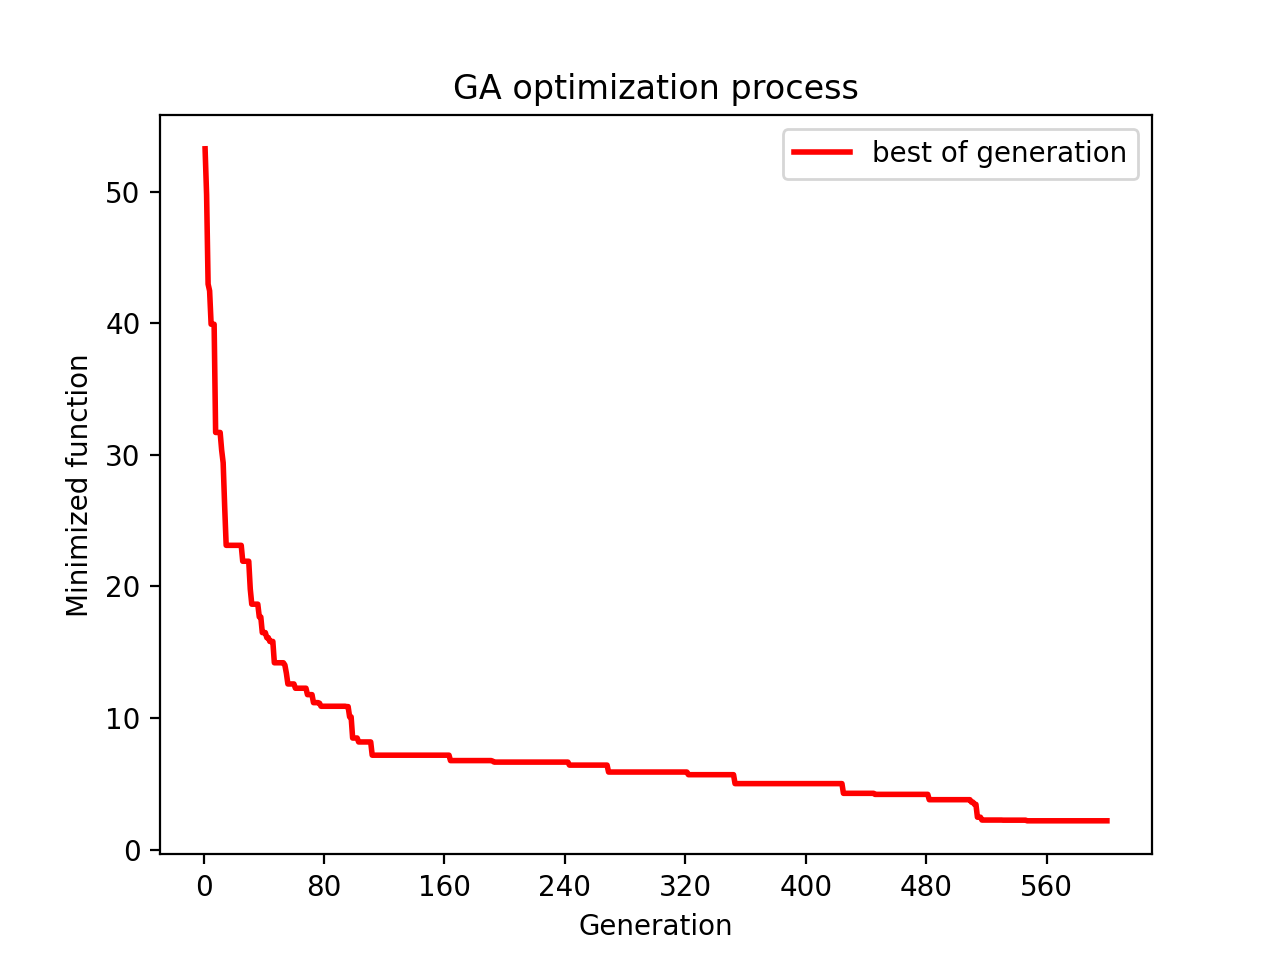 GA optimization process
best of generation
Minimized function
50
40
30
20
10
0
0 80 160 240 320 400 480 560
Generation